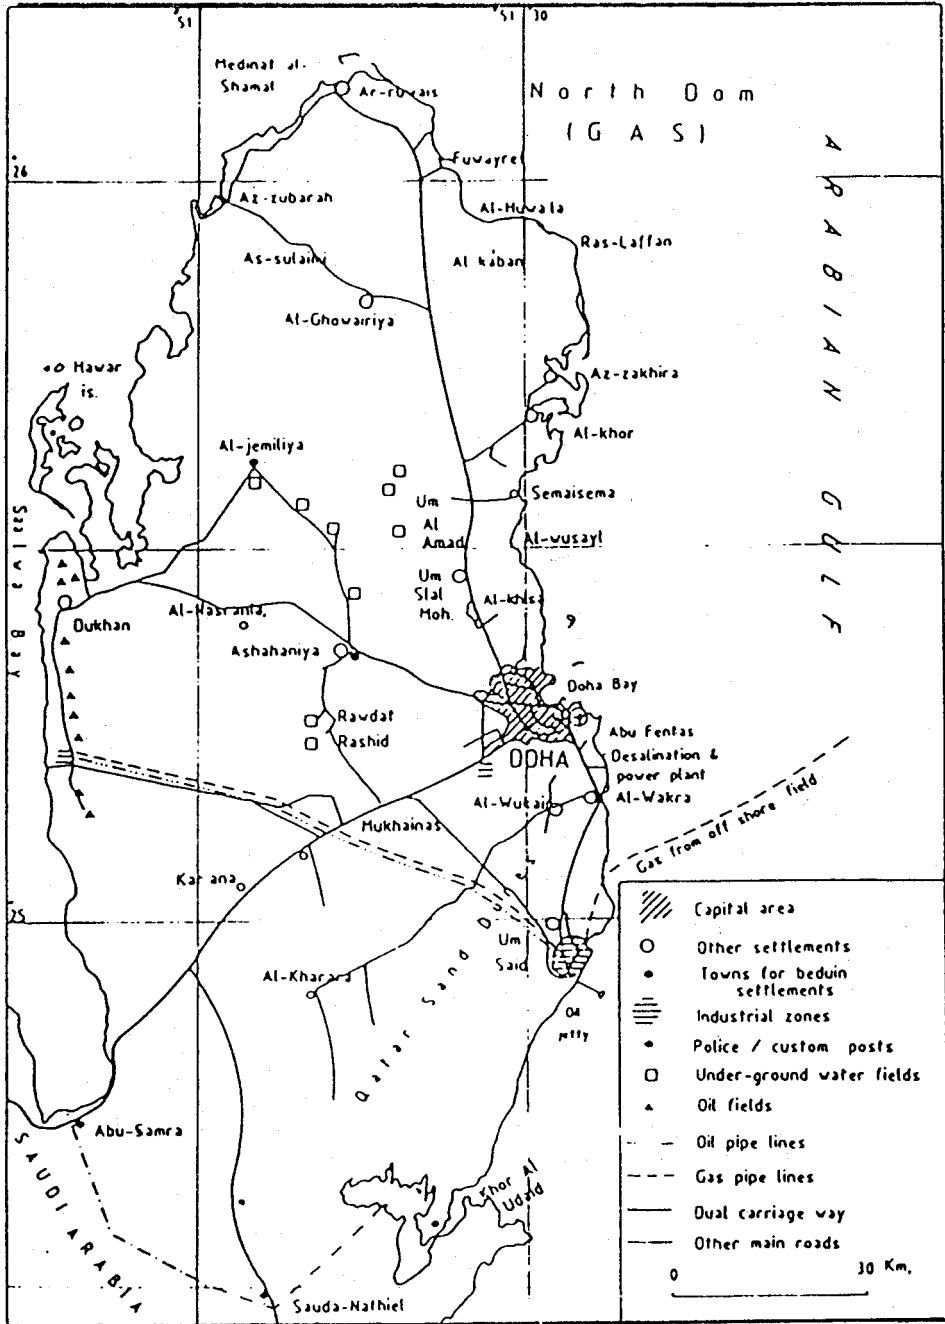 51
51 30
Medinat al-
Shamal
Ar-ruwais
North Dom
(GAS)
26
Fuwayrel
Az-zubarah
Al-Huwala
Ras-Laffan
As-sulaimi
Al kaban
Al-Ghowairiya
ARABIAN GULF
Hawar
is.
Az-zakhira
Al-khor
Al-jemiliya
Um
Al
Amad
Semaisema
Al-wusayl
Saalwa Bay
Um
Slal
Moh.
Al-khisa
Dukhan
Al-Nasrania,
Ashahaniya
Doha Bay
Rawdat
Rashid
Abu Fentas
Desalination &
power plant
DOHA
Al-Wukair
Al-Wakra
Mukhainas
Gas from off shore field
Karana
25
Um
Said
Al-Kharara
Qatar Sand Dunes
Oil
jetty
Abu-Samra
SAUDI ARABIA
Khor Al
Udaid
Sauda-Nathiel
Capital area
Other settlements
Towns for beduin
settlements
Industrial zones
Police / custom posts
Under-ground water fields
Oil fields
Oil pipe lines
Gas pipe lines
Dual carriage way
Other main roads
0 30 Km.